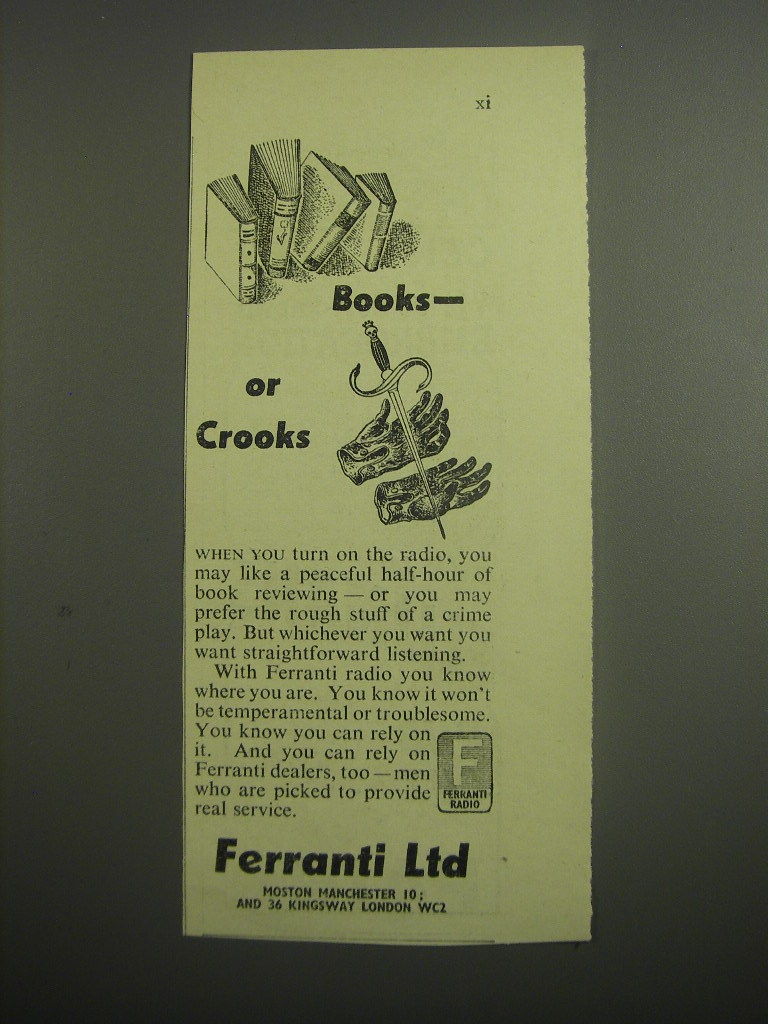 xi
Books—
or
Crooks
WHEN YOU turn on the radio, you
may like a peaceful half-hour of
book reviewing — or you may
prefer the rough stuff of a crime
play. But whichever you want you
want straightforward listening.
With Ferranti radio you know
where you are. You know it won't
be temperamental or troublesome.
You know you can rely on
it. And you can rely on
Ferranti dealers, too — men
who are picked to provide
real service.
F
FERRANTI
RADIO
Ferranti Ltd
MOSTON MANCHESTER 10;
AND 36 KINGSWAY LONDON WC2